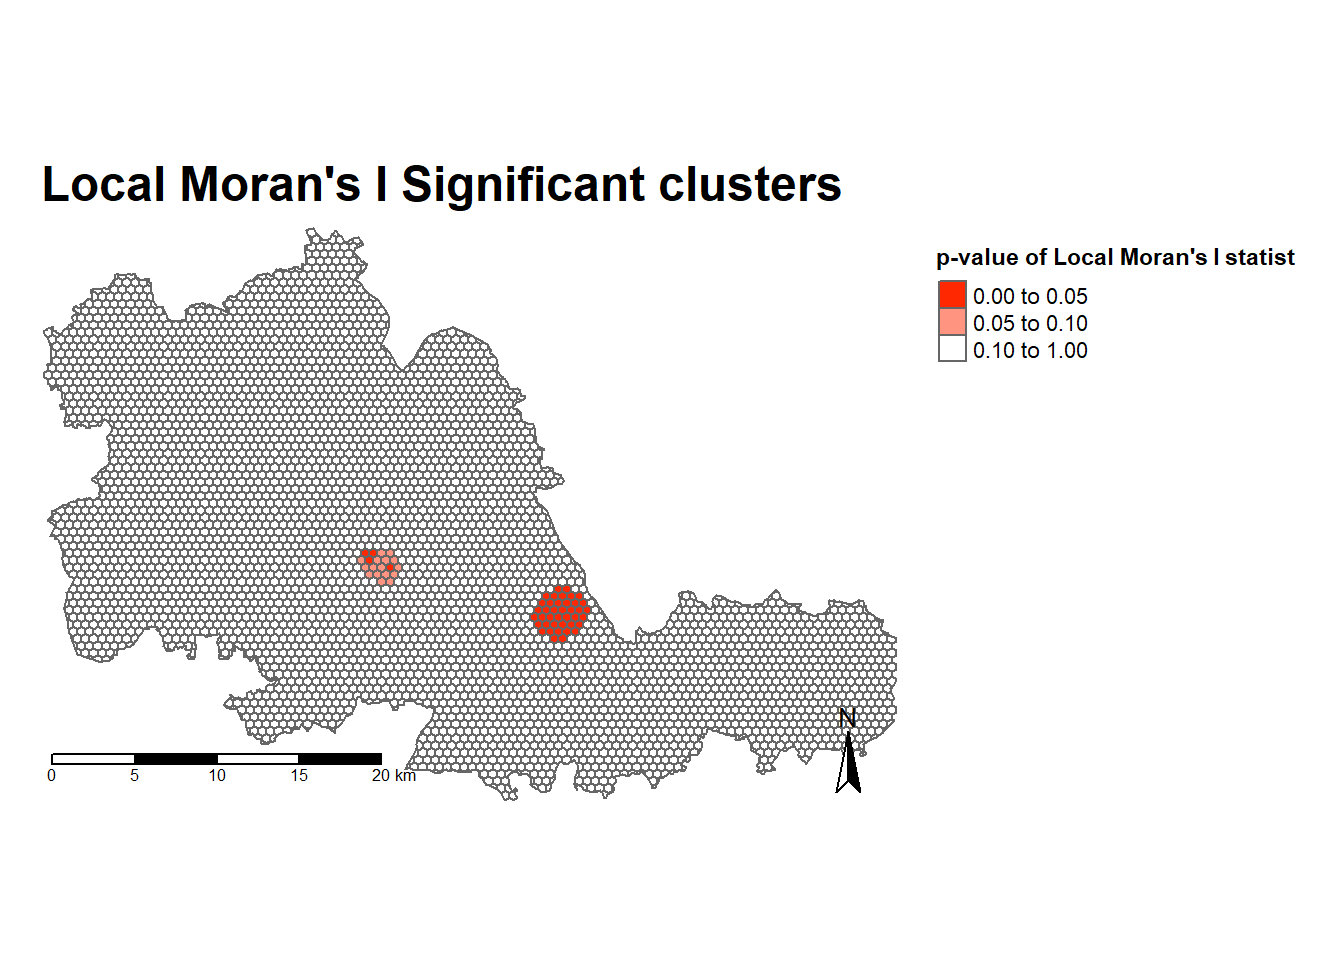 Local Moran's I Significant clusters
p-value of Local Moran's I statist
0.00 to 0.05
0.05 to 0.10
0.10 to 1.00
N
0 5 10 15 20 km